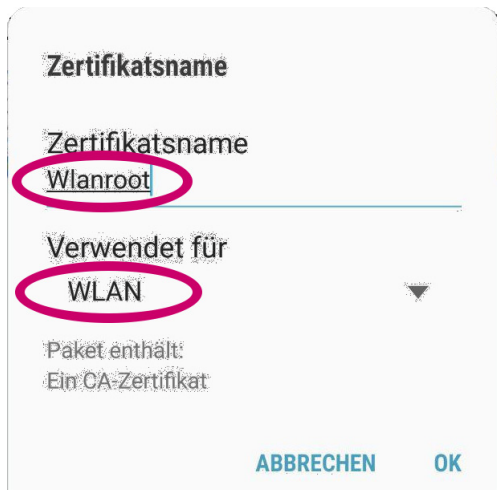 Zertifikatsname
Zertifikatsname
Wlanroot
Verwendet für
WLAN
Paket enthält:
Ein CA-Zertifikat
ABBRECHEN OK